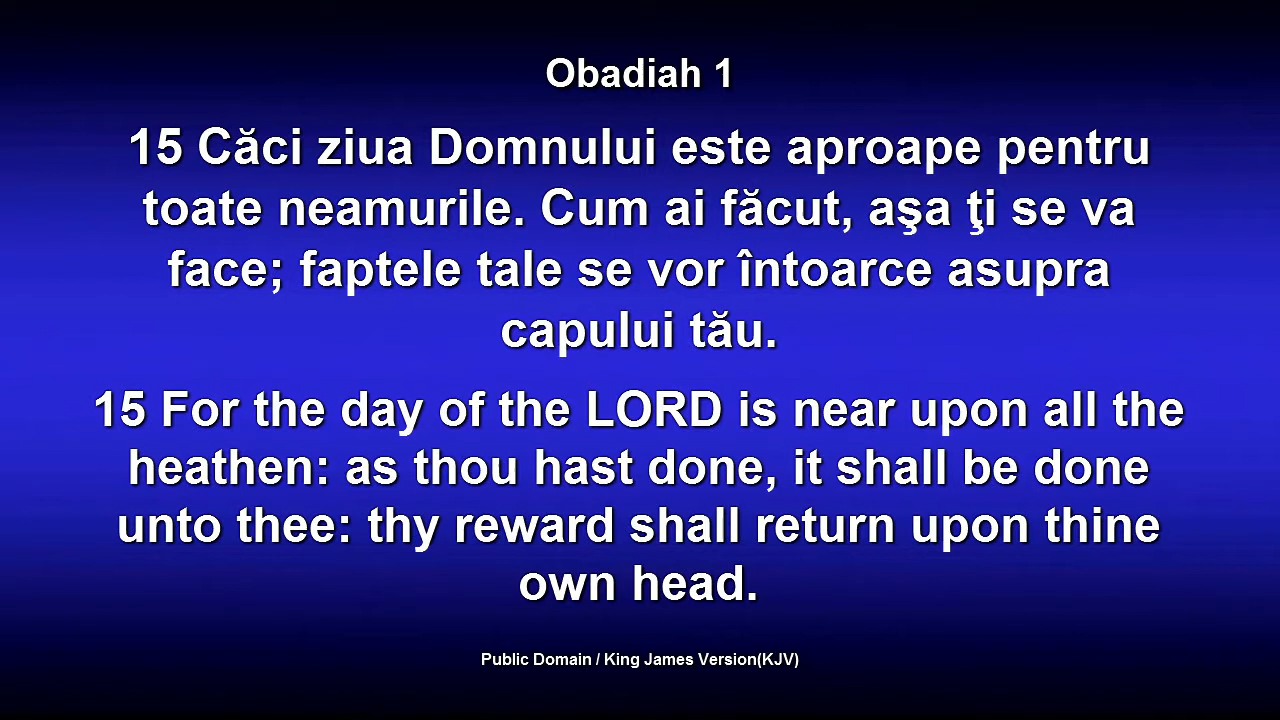 Obadiah 1
15 Căci ziua Domnului este aproape pentru
toate neamurile. Cum ai făcut, aşa ţi se va
face; faptele tale se vor întoarce asupra
capului tău.
15 For the day of the LORD is near upon all the
heathen: as thou hast done, it shall be done
unto thee: thy reward shall return upon thine
own head.
Public Domain / King James Version(KJV)